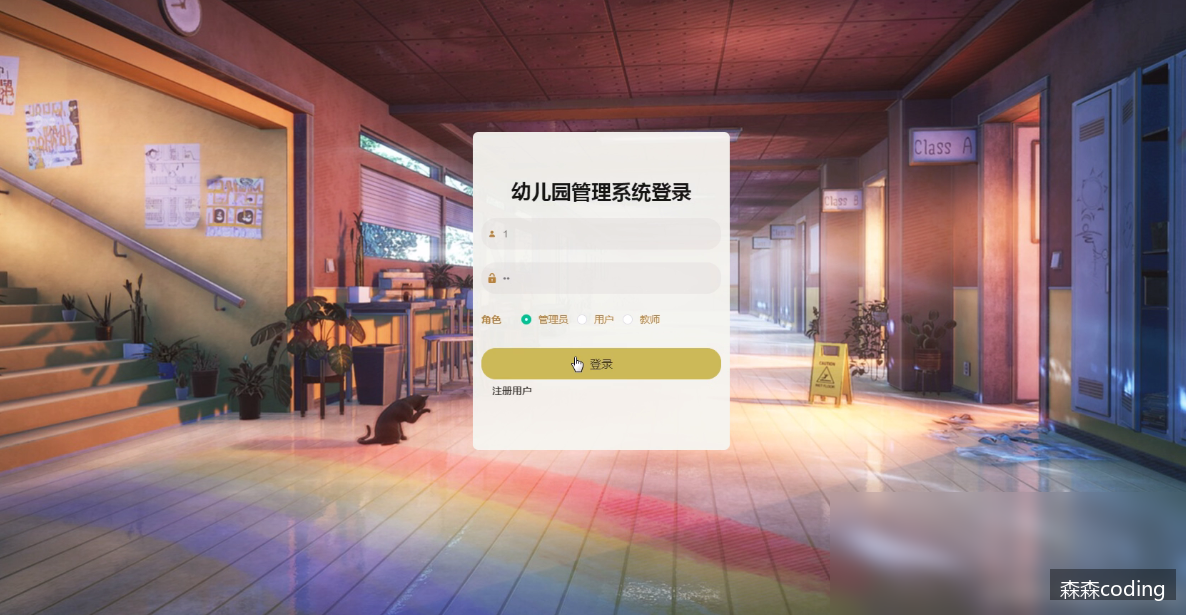 Class A
Class B
幼儿园管理系统登录
1
••
角色 管理员 用户 教师
登录
注册用户
CAUTION
森森coding